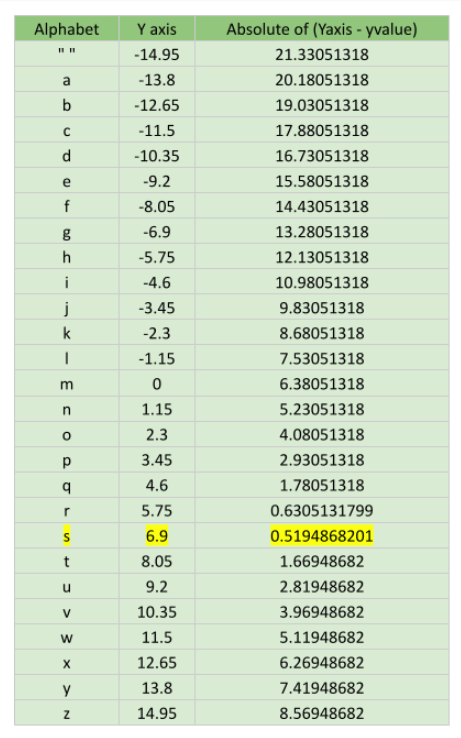 Alphabet Y axis Absolute of (Yaxis - yvalue)
" " -14.95 21.33051318
a -13.8 20.18051318
b -12.65 19.03051318
c -11.5 17.88051318
d -10.35 16.73051318
e -9.2 15.58051318
f -8.05 14.43051318
g -6.9 13.28051318
h -5.75 12.13051318
i -4.6 10.98051318
j -3.45 9.83051318
k -2.3 8.68051318
l -1.15 7.53051318
m 0 6.38051318
n 1.15 5.23051318
o 2.3 4.08051318
p 3.45 2.93051318
q 4.6 1.78051318
r 5.75 0.6305131799
s 6.9 0.5194868201
t 8.05 1.66948682
u 9.2 2.81948682
v 10.35 3.96948682
w 11.5 5.11948682
x 12.65 6.26948682
y 13.8 7.41948682
z 14.95 8.56948682